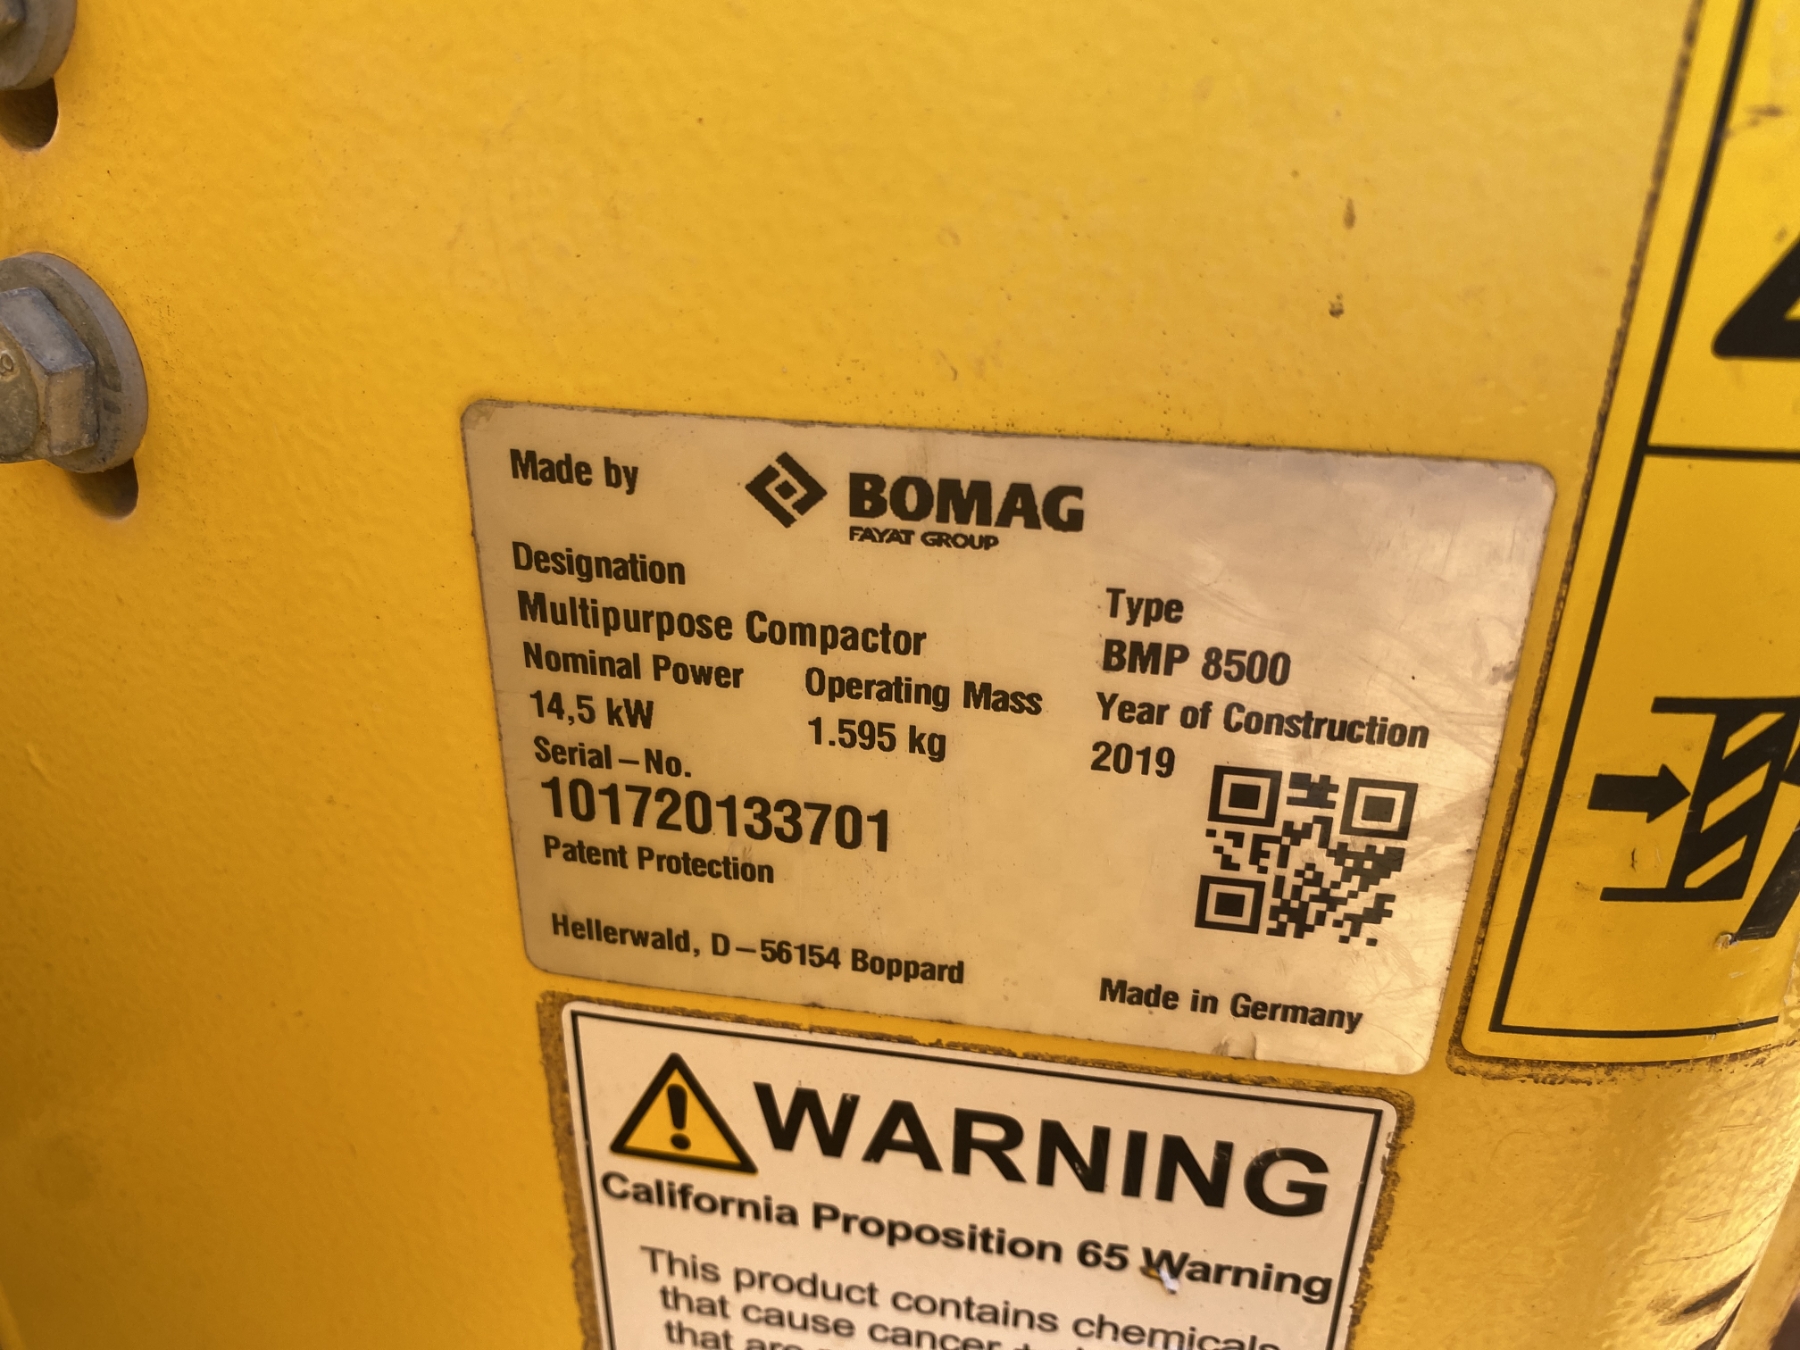 Made by
BOMAG
FAYAT GROUP
Designation
Multipurpose Compactor
Type
BMP 8500
Nominal Power
14,5 kW
Operating Mass
1.595 kg
Year of Construction
2019
Serial-No.
101720133701
Patent Protection
Hellerwald, D-56154 Boppard
Made in Germany
WARNING
California Proposition 65 Warning
This product contains chemicals
that cause cancer
that are